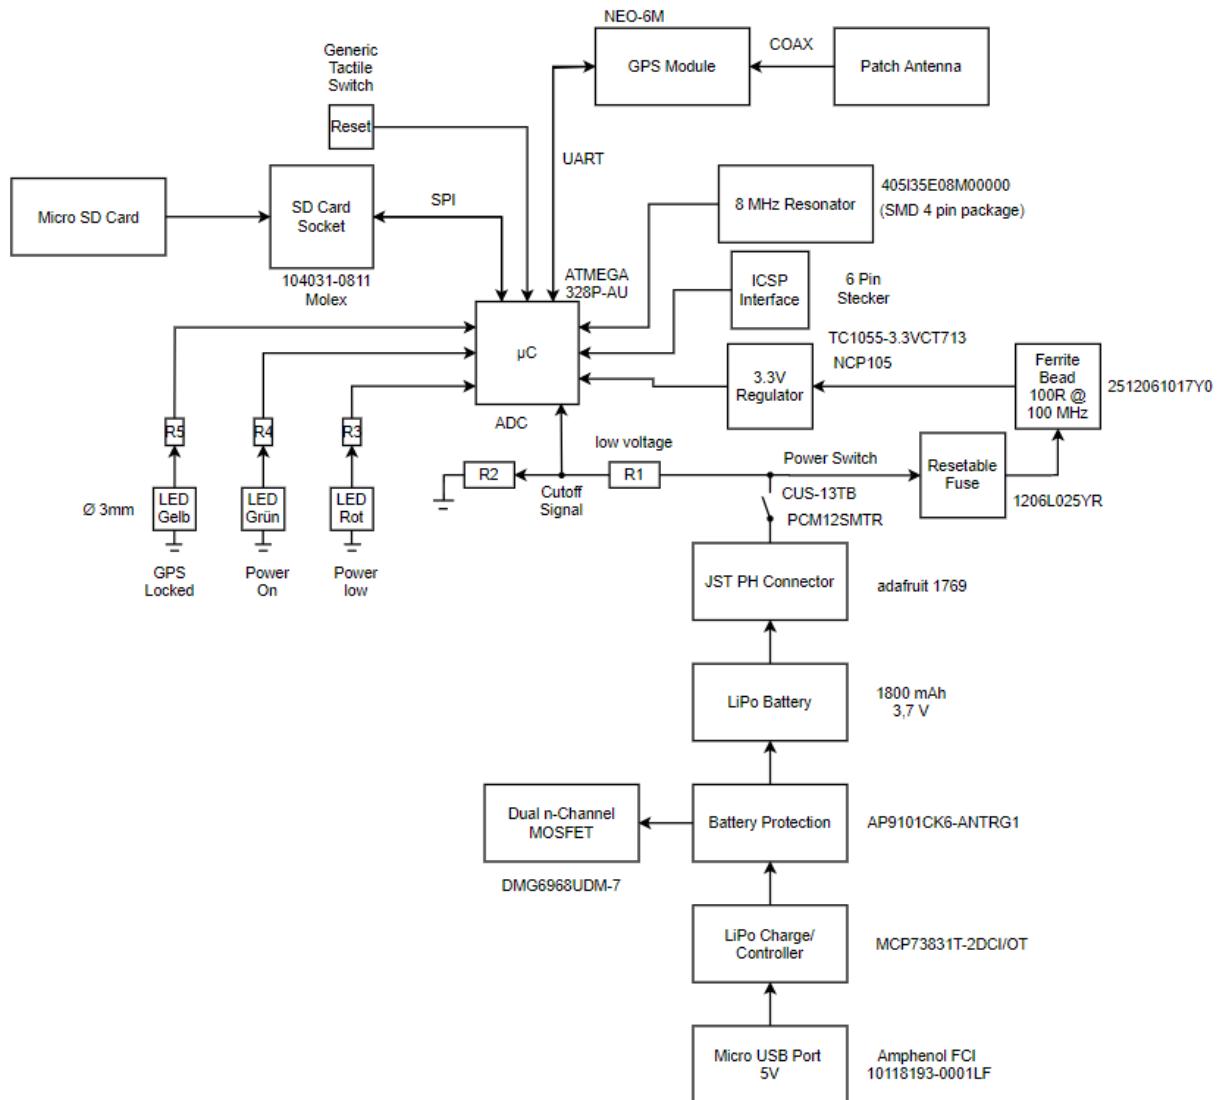 NEO-6M
GPS Module
COAX
Patch Antenna
Generic
Tactile
Switch
Reset
UART
Micro SD Card
SD Card
Socket
SPI
104031-0811
Molex
8 MHz Resonator
405I35E08M00000
(SMD 4 pin package)
ATMEGA
328P-AU
ICSP
Interface
6 Pin
Stecker
µC
TC1055-3.3VCT713
NCP105
3.3V
Regulator
Ferrite
Bead
100R @
100 MHz
2512061017Y0
ADC
R5
R4
R3
low voltage
R2
R1
Cutoff
Signal
Power Switch
Resetable
Fuse
1206L025YR
CUS-13TB
PCM12SMTR
Ø 3mm
LED
Gelb
LED
Grün
LED
Rot
GPS
Locked
Power
On
Power
low
JST PH Connector
adafruit 1769
LiPo Battery
1800 mAh
3,7 V
Dual n-Channel
MOSFET
DMG6968UDM-7
Battery Protection
AP9101CK6-ANTRG1
LiPo Charge/
Controller
MCP73831T-2DCI/OT
Micro USB Port
5V
Amphenol FCI
10118193-0001LF